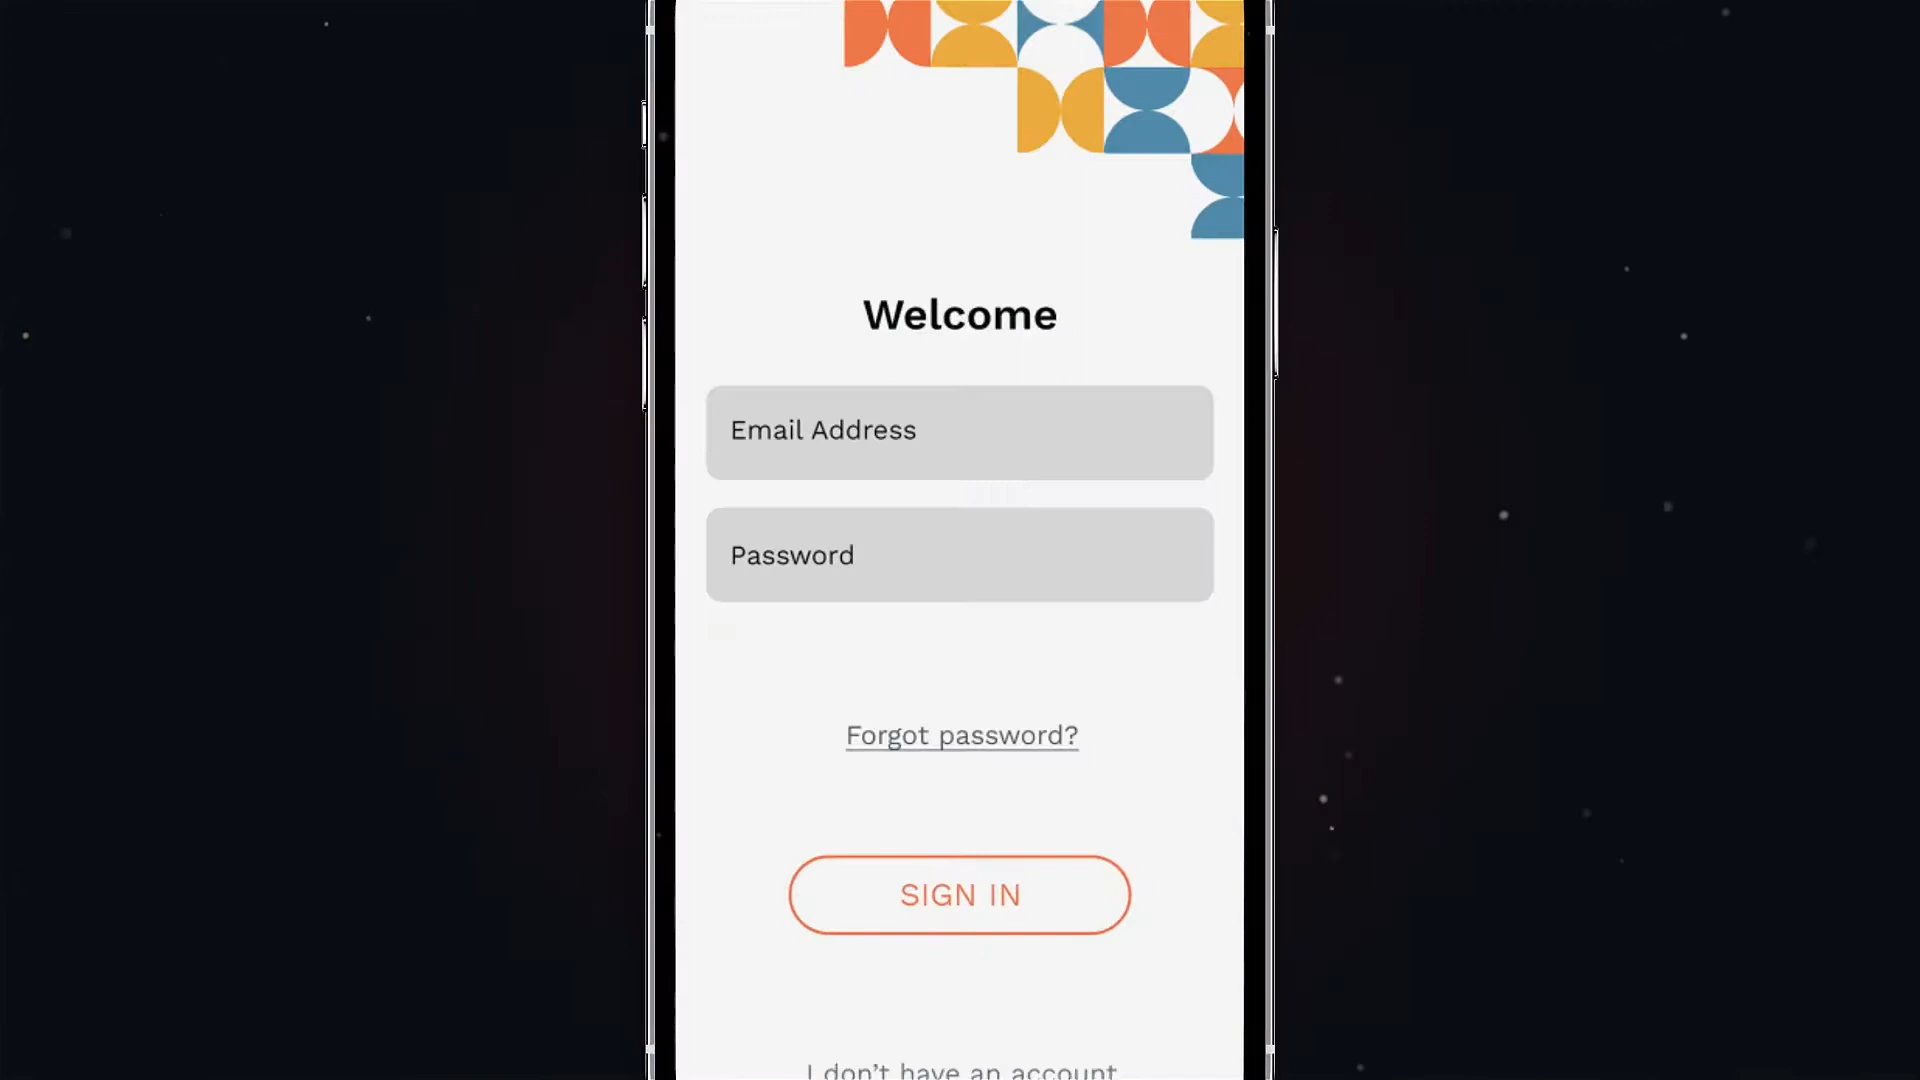 Welcome
Email Address
Password
Forgot password?
SIGN IN
I don't have an account